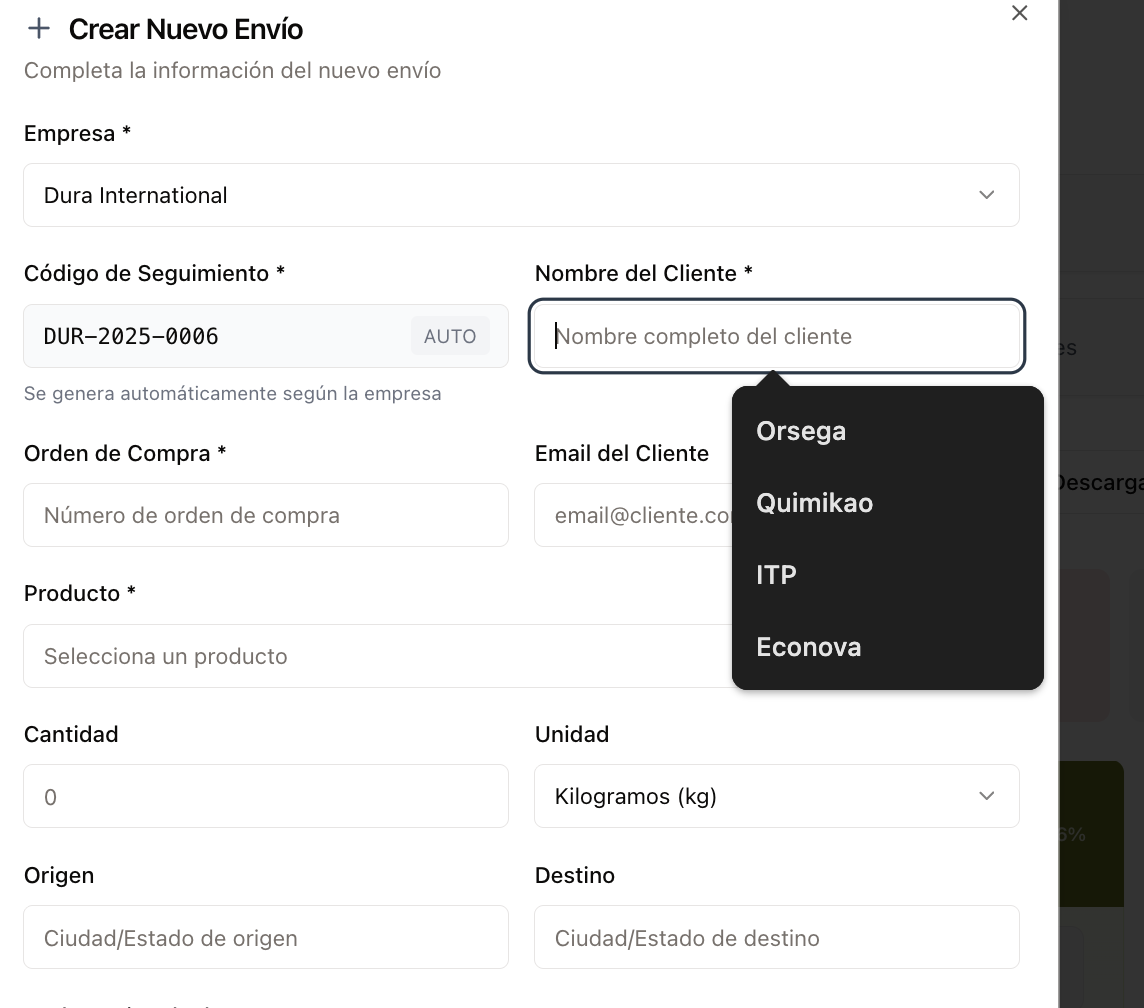 Crear Nuevo Envío
Completa la información del nuevo envío
Empresa *
Dura International
Código de Seguimiento *
Nombre del Cliente *
DUR-2025-0006
AUTO
Nombre completo del cliente
Se genera automáticamente según la empresa
Orsega
Quimikao
ITP
Econova
Orden de Compra *
Email del Cliente
Número de orden de compra
email@cliente.co
Producto *
Selecciona un producto
Cantidad
Unidad
0
Kilogramos (kg)
Origen
Destino
Ciudad/Estado de origen
Ciudad/Estado de destino
es
Descarga
6%